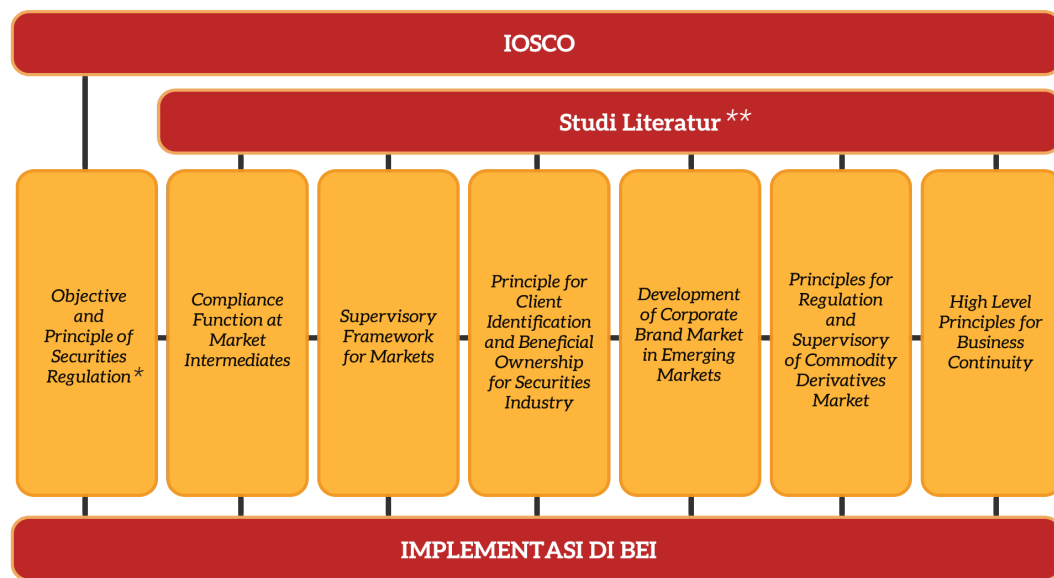 IOSCO
Studi Literatur **
Objective
and
Principle of
Securities
Regulation *
Compliance
Function at
Market
Intermediates
Supervisory
Framework
for Markets
Principle for
Client
Identification
and Beneficial
Ownership
for Securities
Industry
Development
of Corporate
Brand Market
in Emerging
Markets
Principles for
Regulation
and
Supervisory
of Commodity
Derivatives
Market
High Level
Principles for
Business
Continuity
IMPLEMENTASI DI BEI